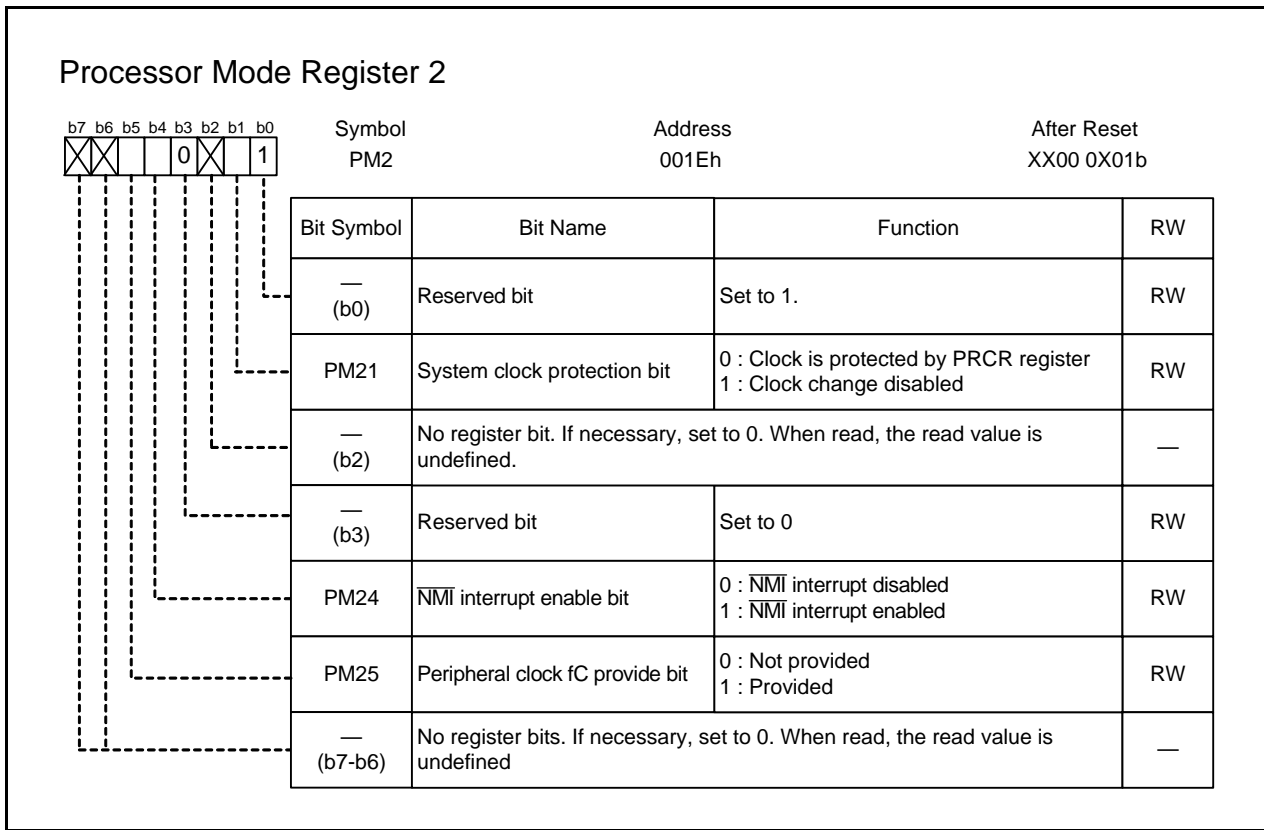 Processor Mode Register 2
b7 b6 b5 b4 b3 b2 b1 b0
Symbol Address After Reset
0 1
PM2 001Eh XX00 0X01b
Bit Symbol Bit Name Function RW
—
(b0) Reserved bit Set to 1. RW
PM21 System clock protection bit 0 : Clock is protected by PRCR register
1 : Clock change disabled RW
—
(b2) No register bit. If necessary, set to 0. When read, the read value is
undefined. —
—
(b3) Reserved bit Set to 0 RW
PM24 N̅M̅I̅ interrupt enable bit 0 : N̅M̅I̅ interrupt disabled
1 : N̅M̅I̅ interrupt enabled RW
PM25 Peripheral clock fC provide bit 0 : Not provided
1 : Provided RW
—
(b7-b6) No register bits. If necessary, set to 0. When read, the read value is
undefined —